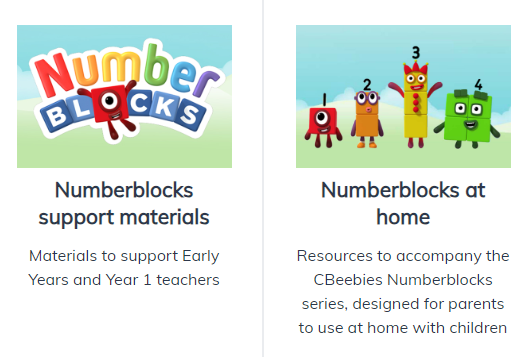 Number
BLOCKS
Numberblocks
support materials
Materials to support Early
Years and Year 1 teachers
1 2 3 4
Numberblocks at
home
Resources to accompany the
CBeebies Numberblocks
series, designed for parents
to use at home with children